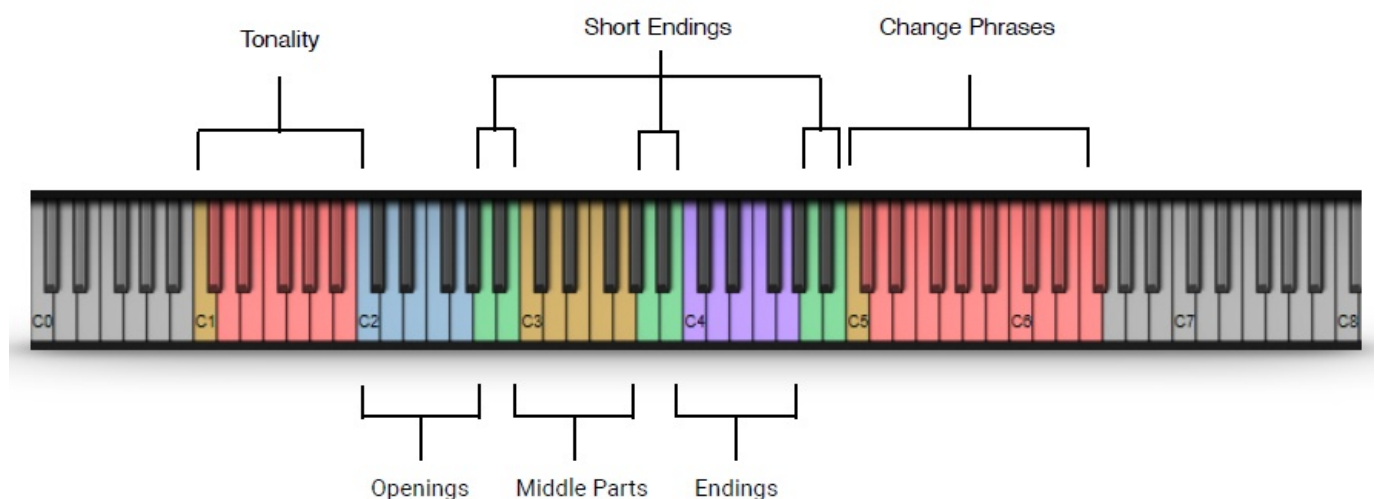 Tonality
Short Endings
Change Phrases
C0 C1 C2 C3 C4 C5 C6 C7 C8
Openings Middle Parts Endings